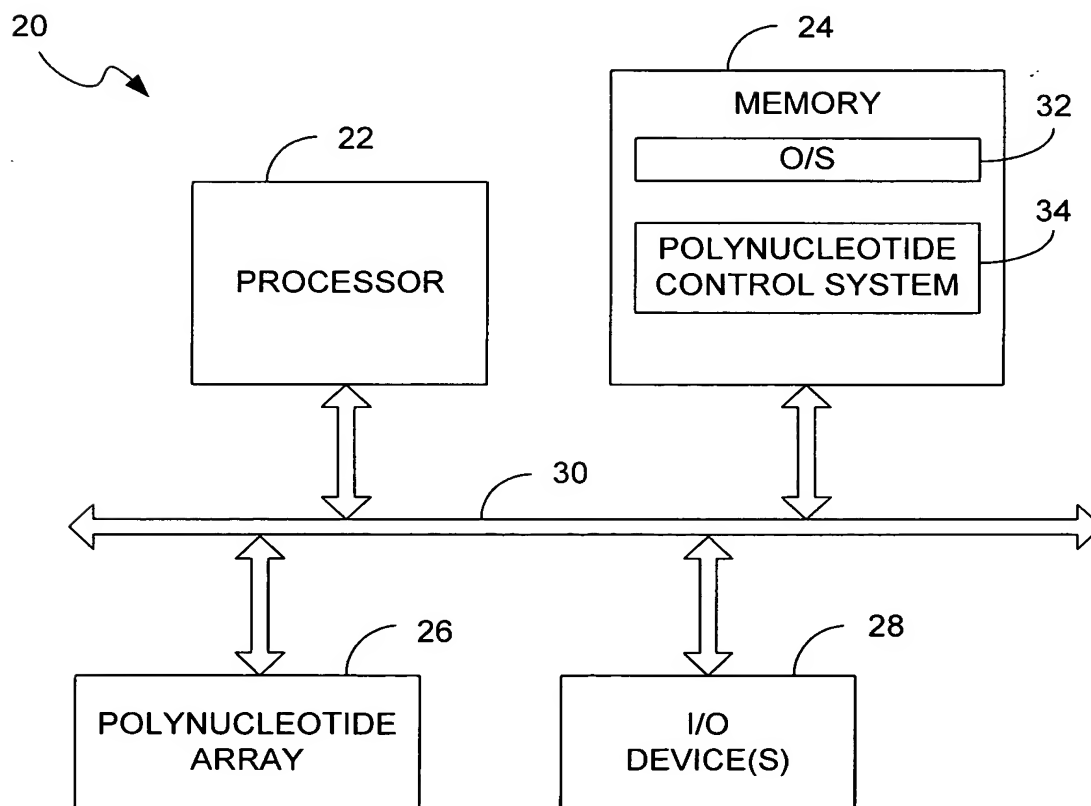 20
24
MEMORY
32
O/S
22
34
PROCESSOR
POLYNUCLEOTIDE
CONTROL SYSTEM
30
26
28
POLYNUCLEOTIDE
ARRAY
I/O
DEVICE(S)